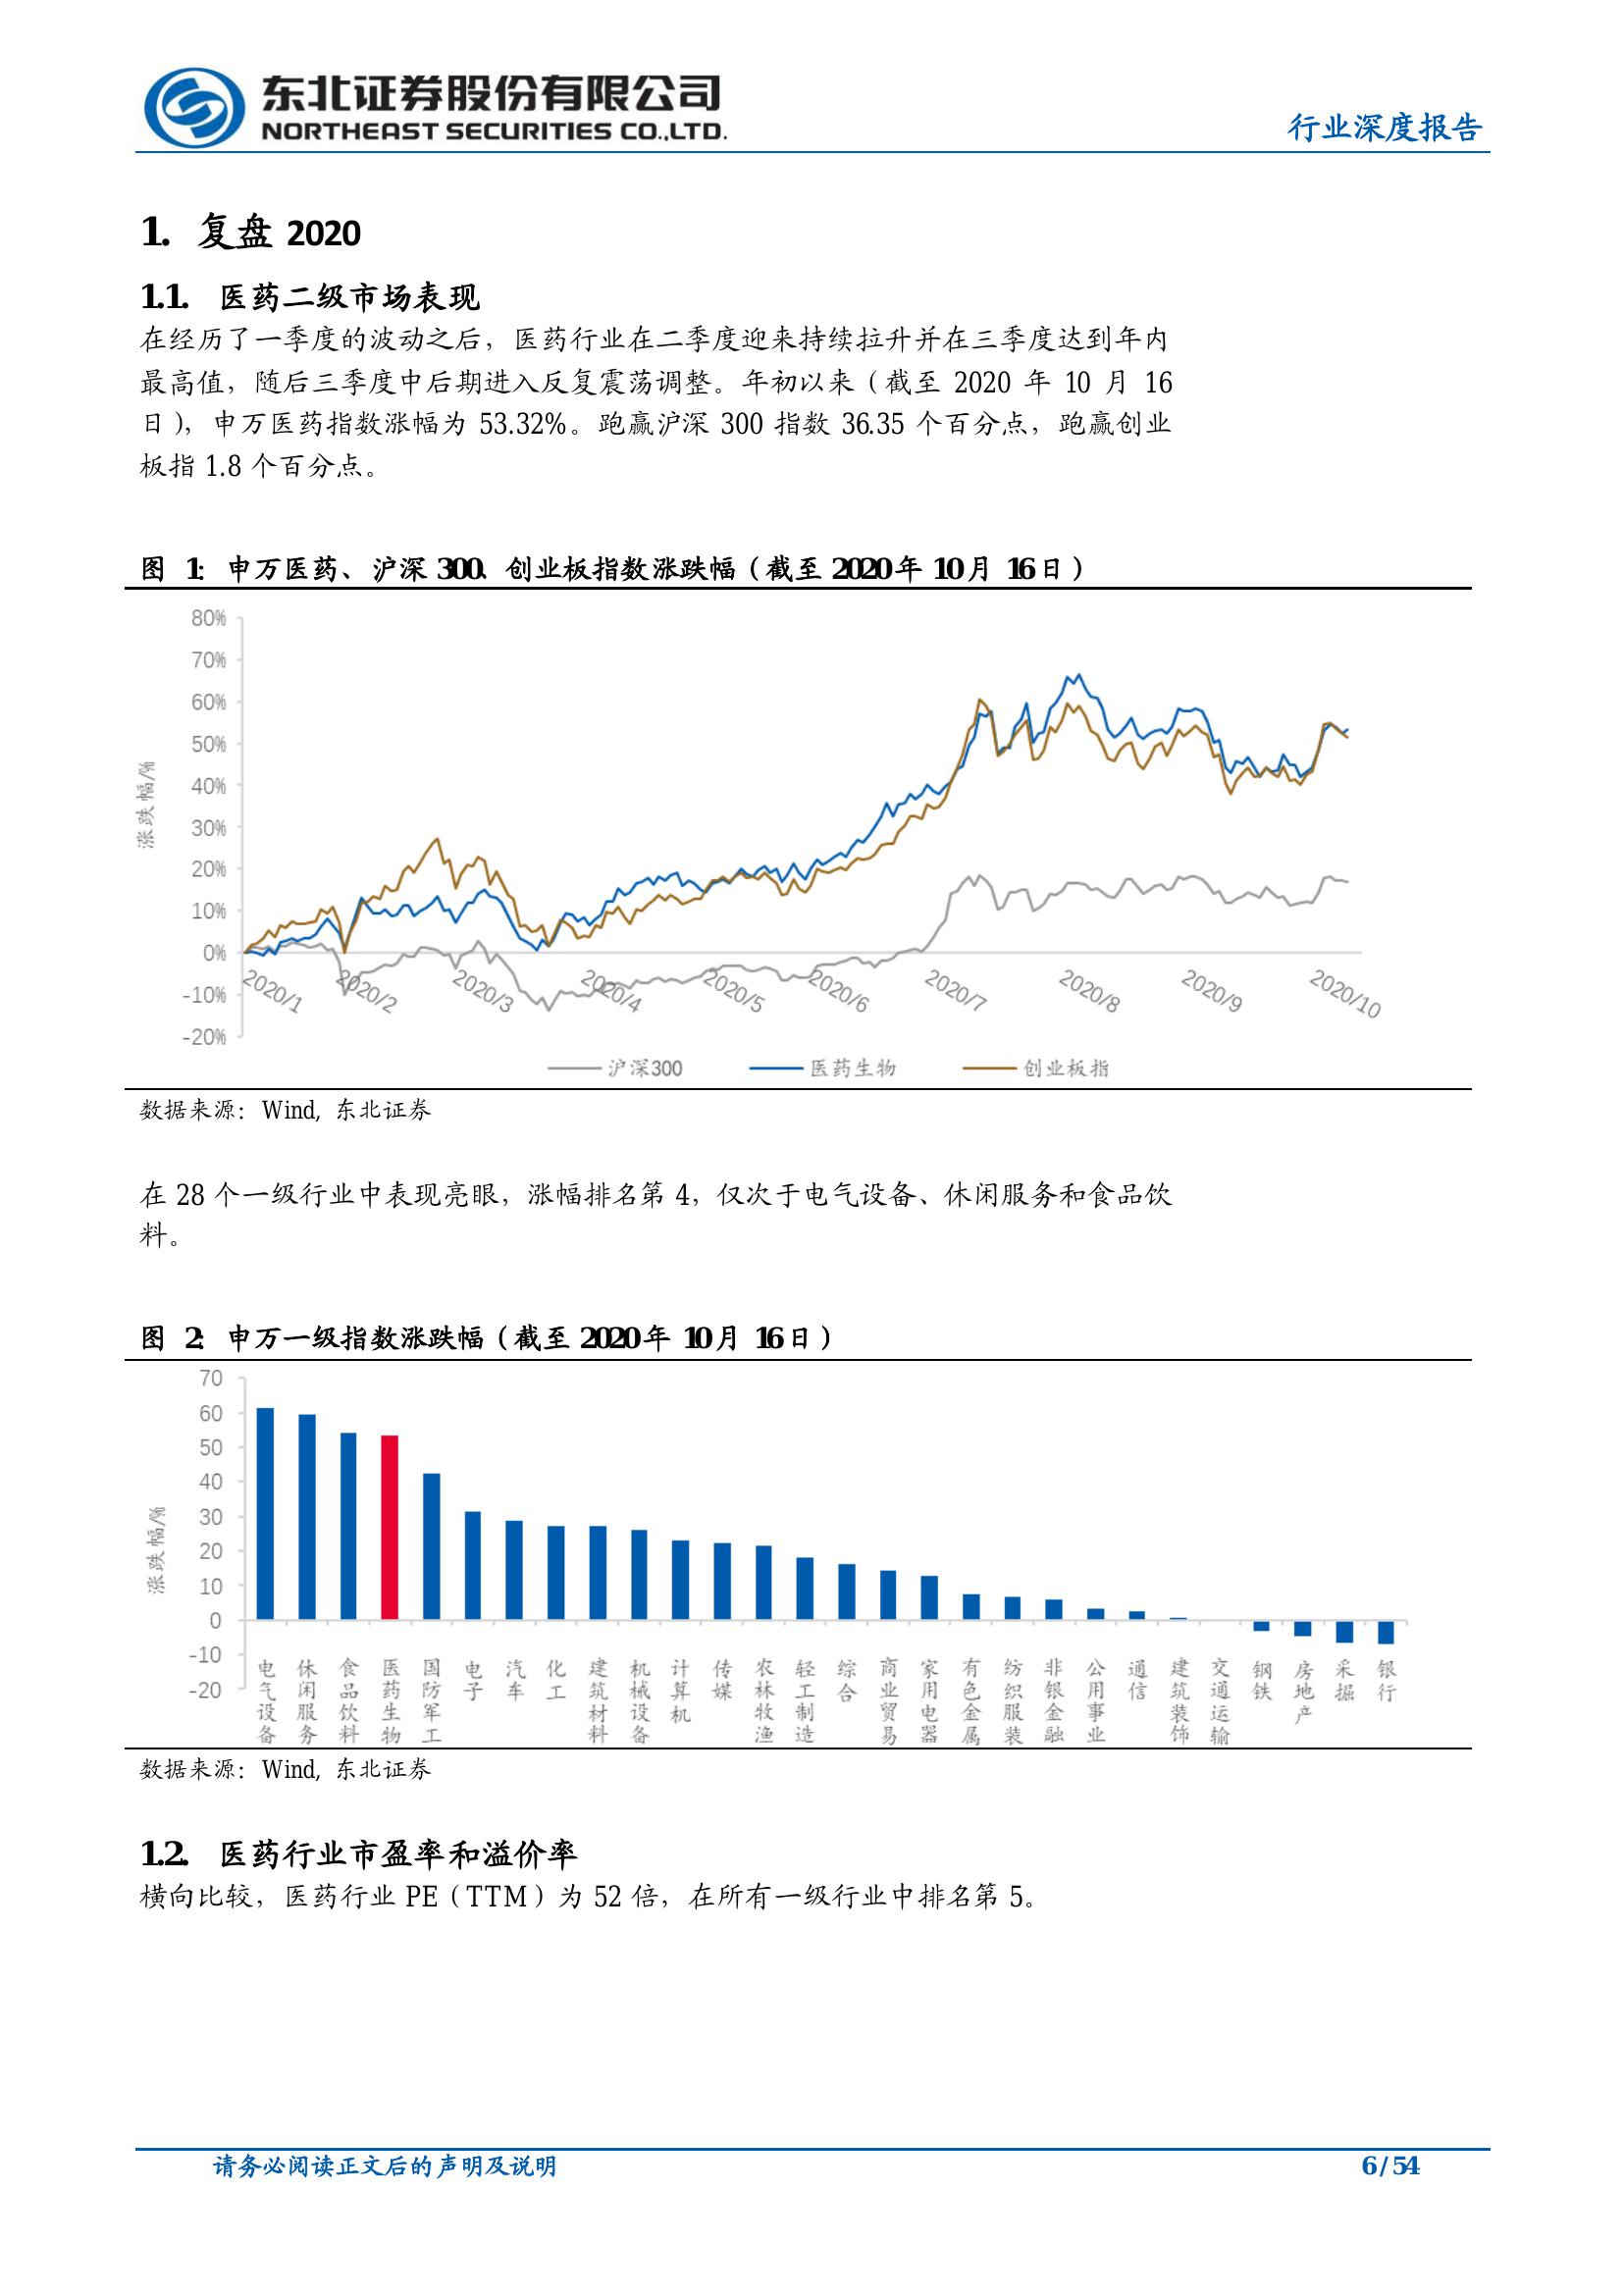 东北证券股份有限公司
NORTHEAST SECURITIES CO.,LTD.
行业深度报告
1. 复盘 2020
1.1. 医药二级市场表现
在经历了一季度的波动之后，医药行业在二季度迎来持续拉升并在三季度达到年内
最高值，随后三季度中后期进入反复震荡调整。年初以来（截至 2020 年 10 月 16
日），申万医药指数涨幅为 53.32%。跑赢沪深 300 指数 36.35 个百分点，跑赢创业
板指 1.8 个百分点。
图 1：申万医药、沪深 300、创业板指数涨跌幅（截至 2020 年 10 月 16 日）
涨跌幅/%
80%
70%
60%
50%
40%
30%
20%
10%
0%
-10%
-20%
2020/1
2020/2
2020/3
2020/4
2020/5
2020/6
2020/7
2020/8
2020/9
2020/10
沪深300
医药生物
创业板指
数据来源：Wind, 东北证券
在 28 个一级行业中表现亮眼，涨幅排名第 4，仅次于电气设备、休闲服务和食品饮
料。
图 2：申万一级指数涨跌幅（截至 2020 年 10 月 16 日）
涨跌幅/%
70
60
50
40
30
20
10
0
-10
-20
电气设备
休闲服务
食品饮料
医药生物
国防军工
电子
汽车
化工
建筑材料
机械设备
计算机
传媒
农林牧渔
轻工制造
综合
商业贸易
家用电器
有色金属
纺织服装
非银金融
公用事业
通信
建筑装饰
交通运输
钢铁
房地产
采掘
银行
数据来源：Wind, 东北证券
1.2. 医药行业市盈率和溢价率
横向比较，医药行业 PE（TTM）为 52 倍，在所有一级行业中排名第 5。
请务必阅读正文后的声明及说明
6 / 54